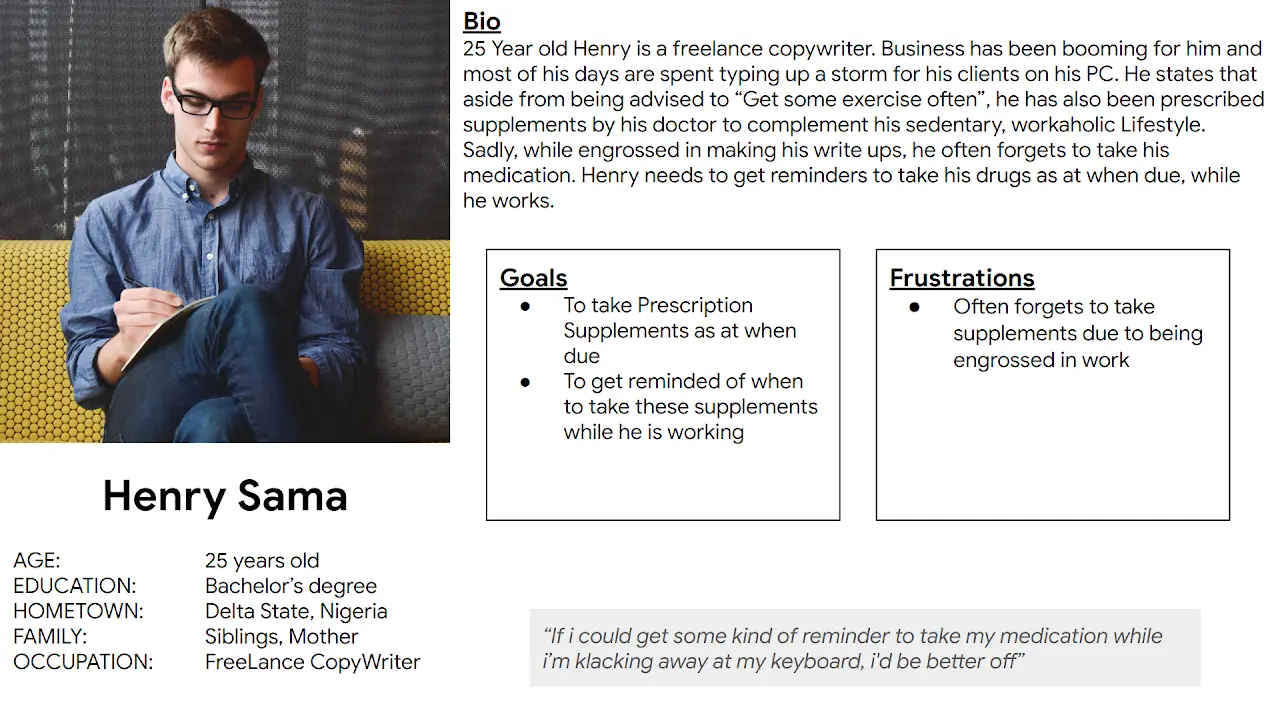 Bio
25 Year old Henry is a freelance copywriter. Business has been booming for him and
most of his days are spent typing up a storm for his clients on his PC. He states that
aside from being advised to “Get some exercise often”, he has also been prescribed
supplements by his doctor to complement his sedentary, workaholic Lifestyle.
Sadly, while engrossed in making his write ups, he often forgets to take his
medication. Henry needs to get reminders to take his drugs as at when due, while
he works.
Goals
● To take Prescription
Supplements as at when
due
● To get reminded of when
to take these supplements
while he is working
Frustrations
● Often forgets to take
supplements due to being
engrossed in work
Henry Sama
AGE: 25 years old
EDUCATION: Bachelor’s degree
HOMETOWN: Delta State, Nigeria
FAMILY: Siblings, Mother
OCCUPATION: FreeLance CopyWriter
“If i could get some kind of reminder to take my medication while
i’m klacking away at my keyboard, i'd be better off”